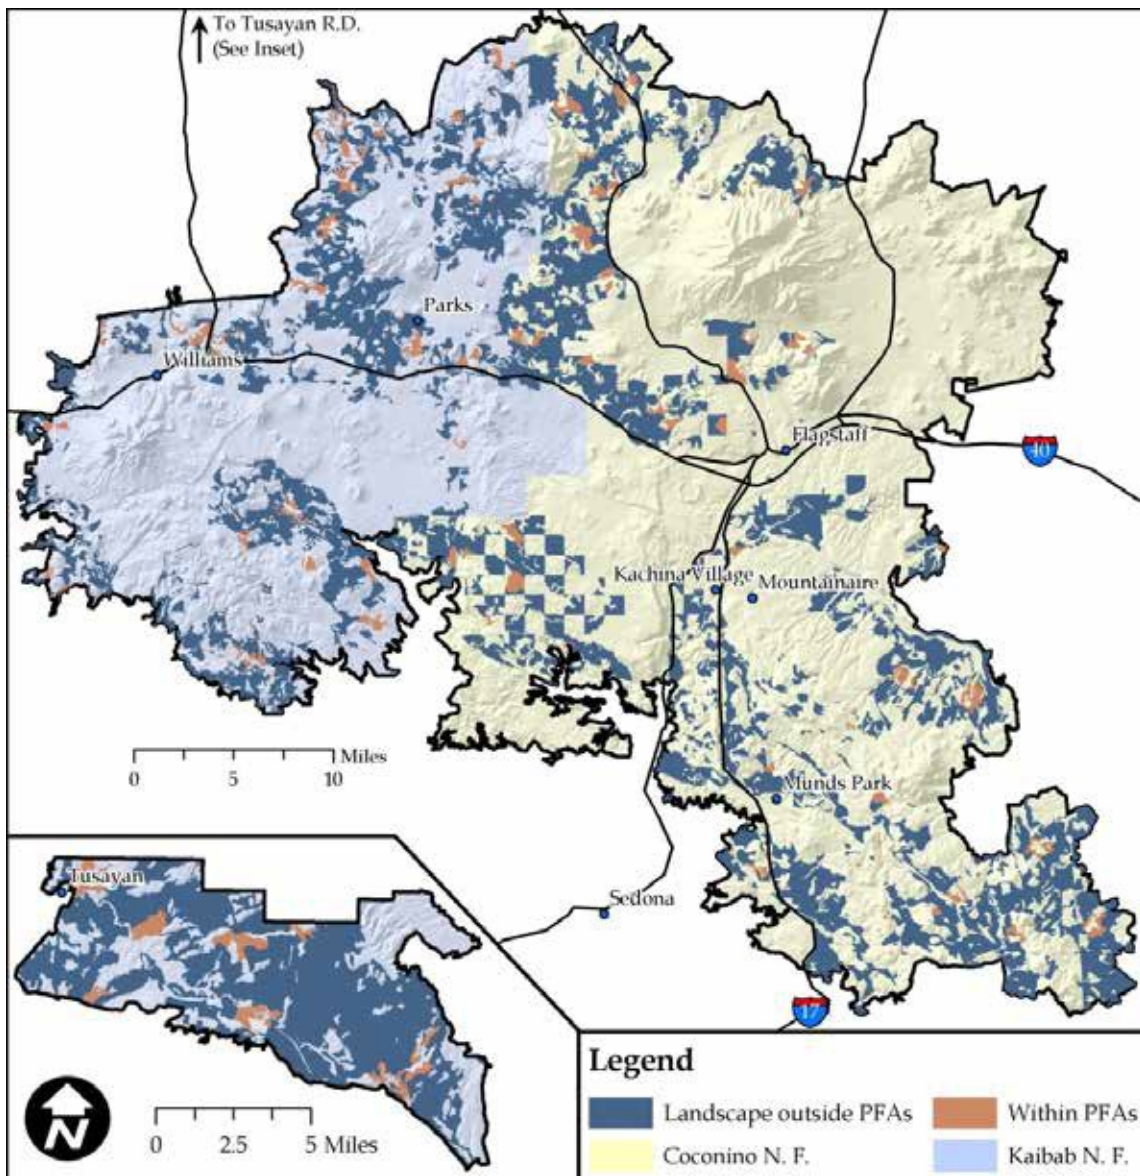 To Tusayan R.D.
(See Inset)
Parks
Williams
Flagstaff
40
Kachina Village
Mountainaire
Miles
0 5 10
Munds Park
Tusayan
Sedona
17
Legend
Landscape outside PFAs
Within PFAs
Coconino N. F.
Kaibab N. F.
N
0 2.5 5 Miles